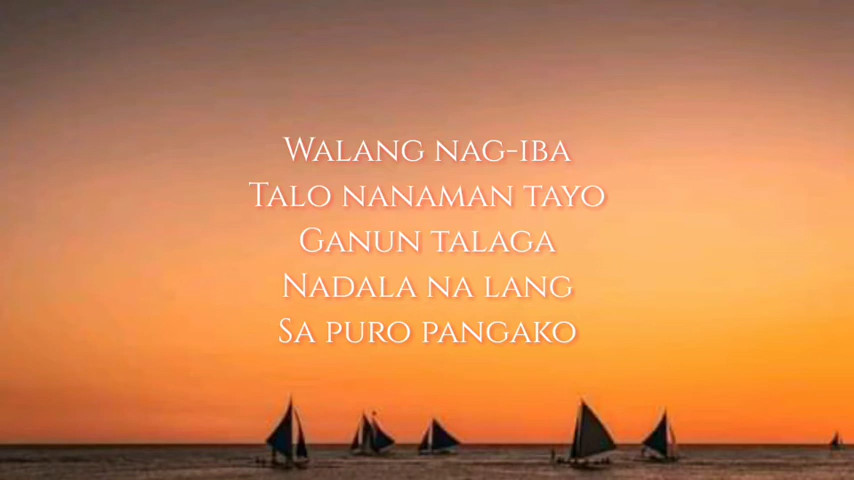 Walang nag-iba
Talo nanaman tayo
Ganun talaga
Nadala na lang
Sa puro pangako